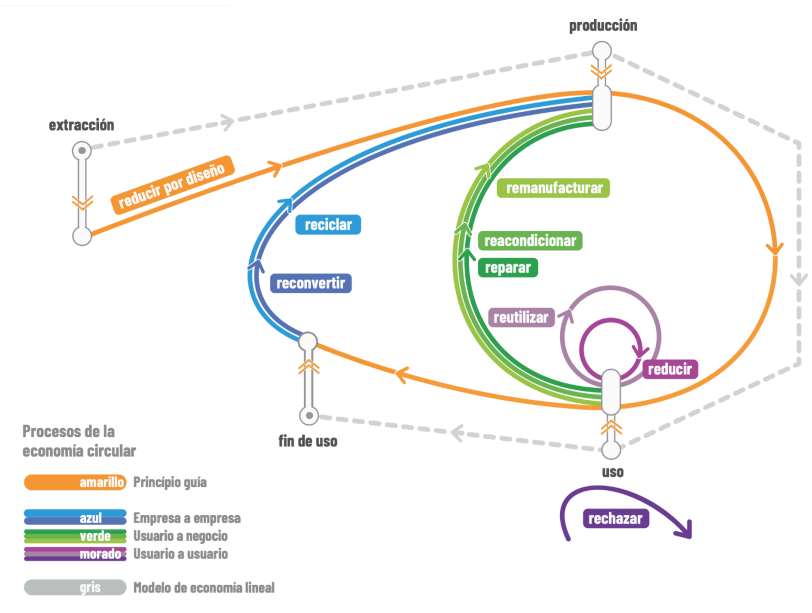 producción
extracción
reducir por diseño
remanufacturar
reciclar
reacondicionar
reparar
reconvertir
reutilizar
reducir
fin de uso
uso
rechazar
Procesos de la
economía circular
amarillo Princípio guía
azul Empresa a empresa
verde Usuario a negocio
morado Usuario a usuario
gris Modelo de economía lineal